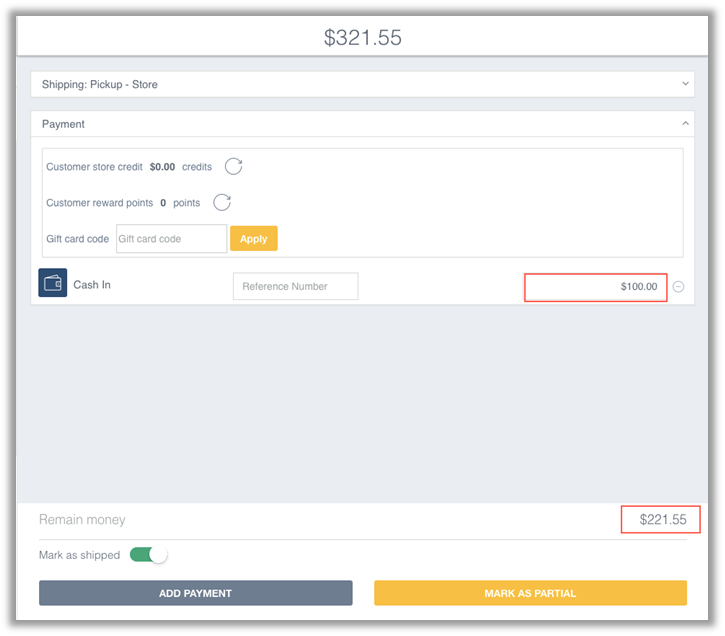 $321.55
Shipping: Pickup - Store
Payment
Customer store credit $0.00 credits
Customer reward points 0 points
Gift card code Gift card code Apply
Cash In Reference Number $100.00
Remain money $221.55
Mark as shipped
ADD PAYMENT MARK AS PARTIAL